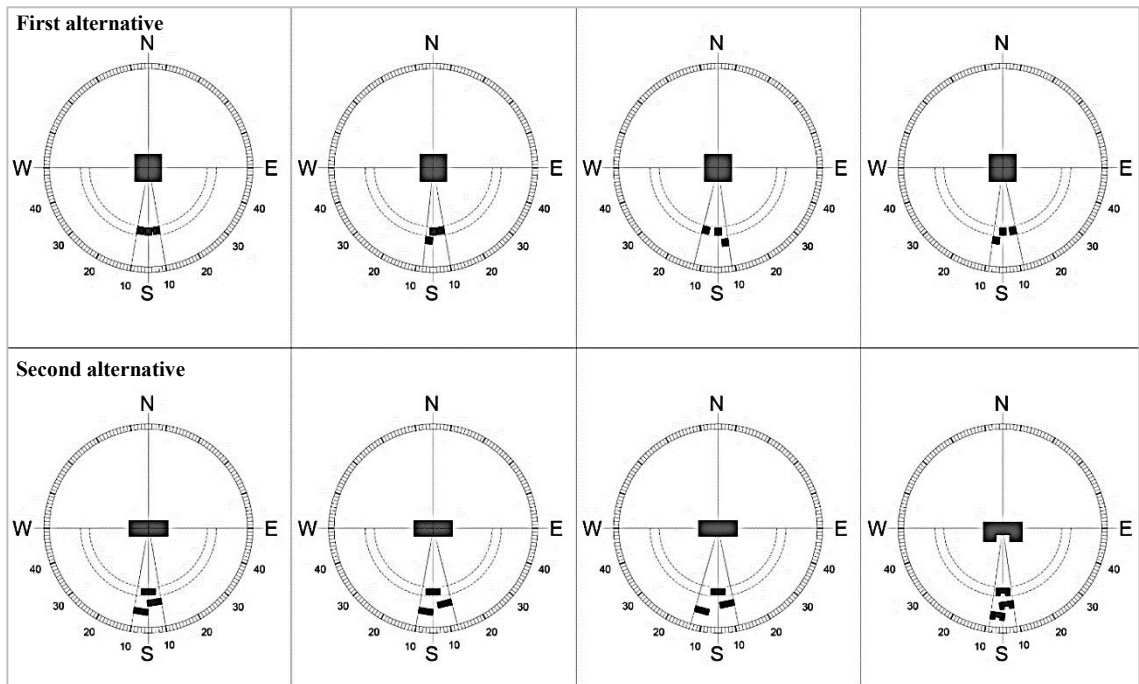 First alternative
N N N N
W E W E W E W E
40 40 40 40 40 40 40 40
30 30 30 30 30 30 30 30
20 20 20 20 20 20 20 20
10 10 10 10 10 10 10 10
S S S S
Second alternative
N N N N
W E W E W E W E
40 40 40 40 40 40 40 40
30 30 30 30 30 30 30 30
20 20 20 20 20 20 20 20
10 10 10 10 10 10 10 10
S S S S